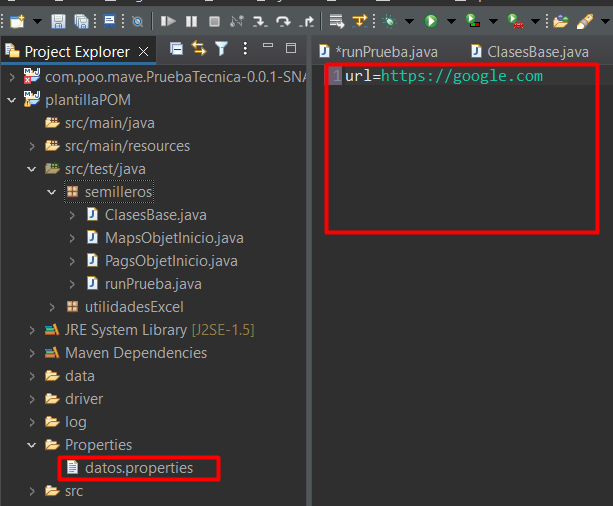 Project Explorer
com.poo.mave.PruebaTecnica-0.0.1-SNA
plantillaPOM
src/main/java
src/main/resources
src/test/java
semilleros
ClasesBase.java
MapsObjetInicio.java
PagsObjetInicio.java
runPrueba.java
utilidadesExcel
JRE System Library [J2SE-1.5]
Maven Dependencies
data
driver
log
Properties
datos.properties
src
*runPrueba.java
ClasesBase.java
1 url=https://google.com